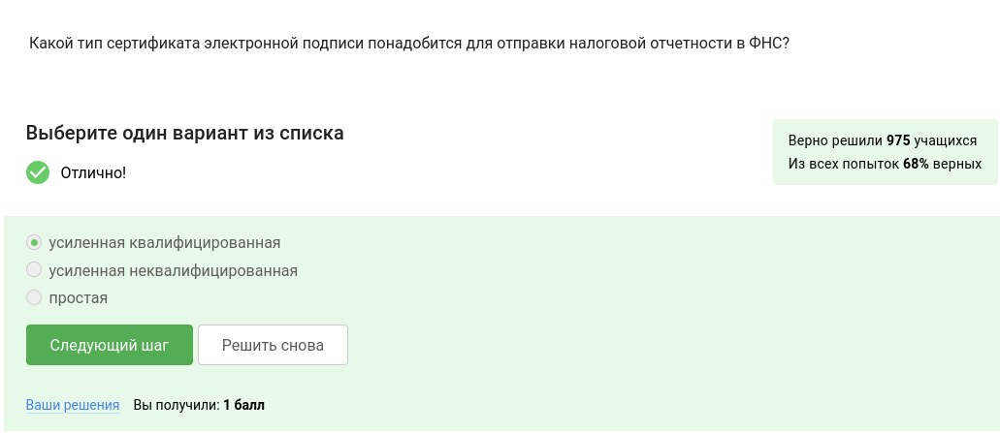 Какой тип сертификата электронной подписи понадобится для отправки налоговой отчетности в ФНС?
Выберите один вариант из списка
Верно решили 975 учащихся
Из всех попыток 68% верных
Отлично!
усиленная квалифицированная
усиленная неквалифицированная
простая
Следующий шаг Решить снова
Ваши решения Вы получили: 1 балл